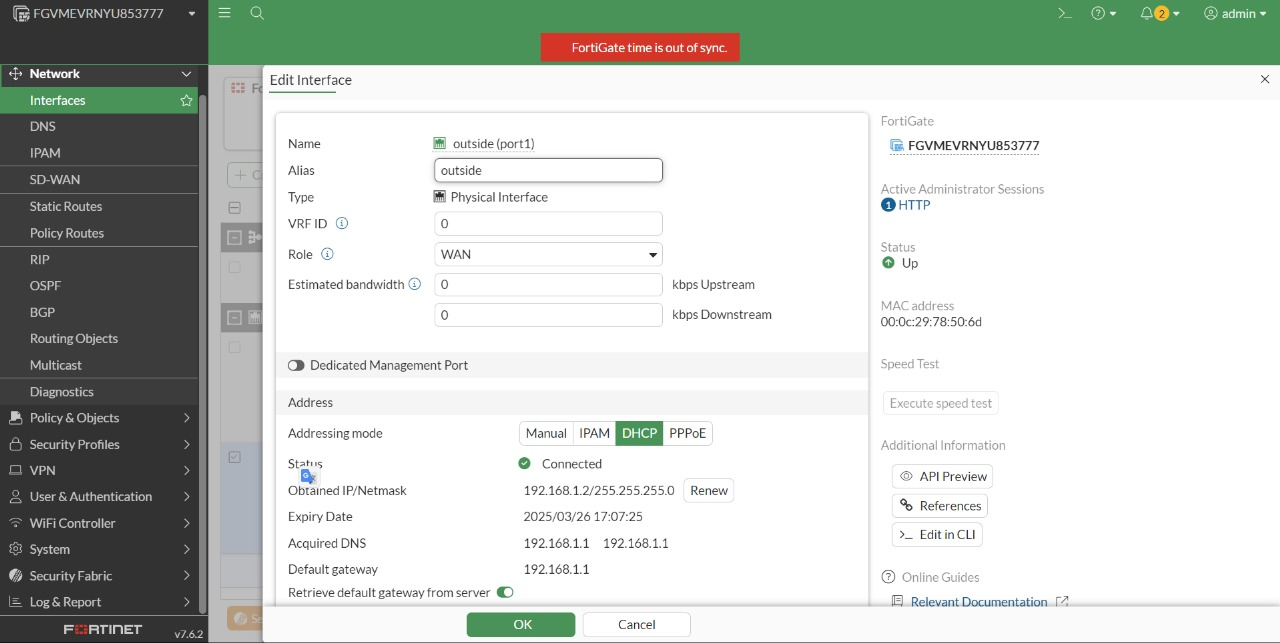 FGVMEVRNYU853777
2
admin
FortiGate time is out of sync.
Network
Interfaces
DNS
IPAM
SD-WAN
Static Routes
Policy Routes
RIP
OSPF
BGP
Routing Objects
Multicast
Diagnostics
Policy & Objects
Security Profiles
VPN
User & Authentication
WiFi Controller
System
Security Fabric
Log & Report
FORTINET v7.6.2
Edit Interface
Name outside (port1)
Alias outside
Type Physical Interface
VRF ID 0
Role WAN
Estimated bandwidth 0 kbps Upstream
0 kbps Downstream
Dedicated Management Port
Address
Addressing mode Manual IPAM DHCP PPPoE
Status Connected
Obtained IP/Netmask 192.168.1.2/255.255.255.0 Renew
Expiry Date 2025/03/26 17:07:25
Acquired DNS 192.168.1.1 192.168.1.1
Default gateway 192.168.1.1
Retrieve default gateway from server
OK Cancel
FortiGate
FGVMEVRNYU853777
Active Administrator Sessions
1 HTTP
Status
Up
MAC address
00:0c:29:78:50:6d
Speed Test
Execute speed test
Additional Information
API Preview
References
Edit in CLI
Online Guides
Relevant Documentation